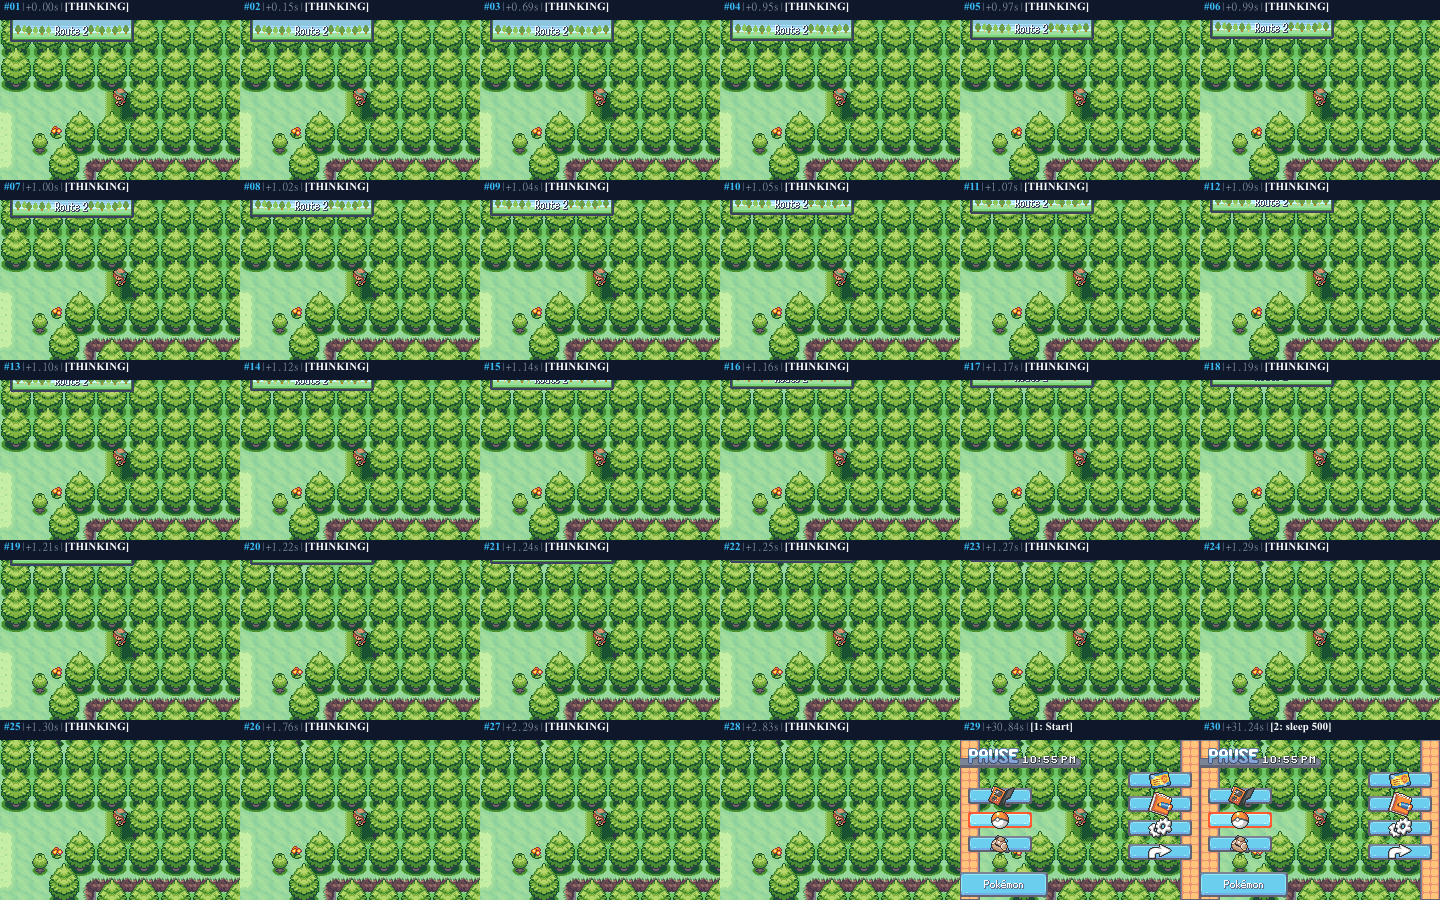 #01 | +0.00s | [THINKING]
#02 | +0.15s | [THINKING]
#03 | +0.69s | [THINKING]
#04 | +0.95s | [THINKING]
#05 | +0.97s | [THINKING]
#06 | +0.99s | [THINKING]
Route 2
Route 2
Route 2
Route 2
Route 2
Route 2
#07 | +1.00s | [THINKING]
#08 | +1.02s | [THINKING]
#09 | +1.04s | [THINKING]
#10 | +1.05s | [THINKING]
#11 | +1.07s | [THINKING]
#12 | +1.09s | [THINKING]
Route 2
Route 2
Route 2
Route 2
Route 2
Route 2
#13 | +1.10s | [THINKING]
#14 | +1.12s | [THINKING]
#15 | +1.14s | [THINKING]
#16 | +1.16s | [THINKING]
#17 | +1.17s | [THINKING]
#18 | +1.19s | [THINKING]
Route 2
Route 2
#19 | +1.21s | [THINKING]
#20 | +1.22s | [THINKING]
#21 | +1.24s | [THINKING]
#22 | +1.25s | [THINKING]
#23 | +1.27s | [THINKING]
#24 | +1.29s | [THINKING]
#25 | +1.30s | [THINKING]
#26 | +1.76s | [THINKING]
#27 | +2.29s | [THINKING]
#28 | +2.83s | [THINKING]
#29 | +30.84s | [1: Start]
#30 | +31.24s | [2: sleep 500]
PAUSE 10:55 PM
Pokémon
PAUSE 10:55 PM
Pokémon